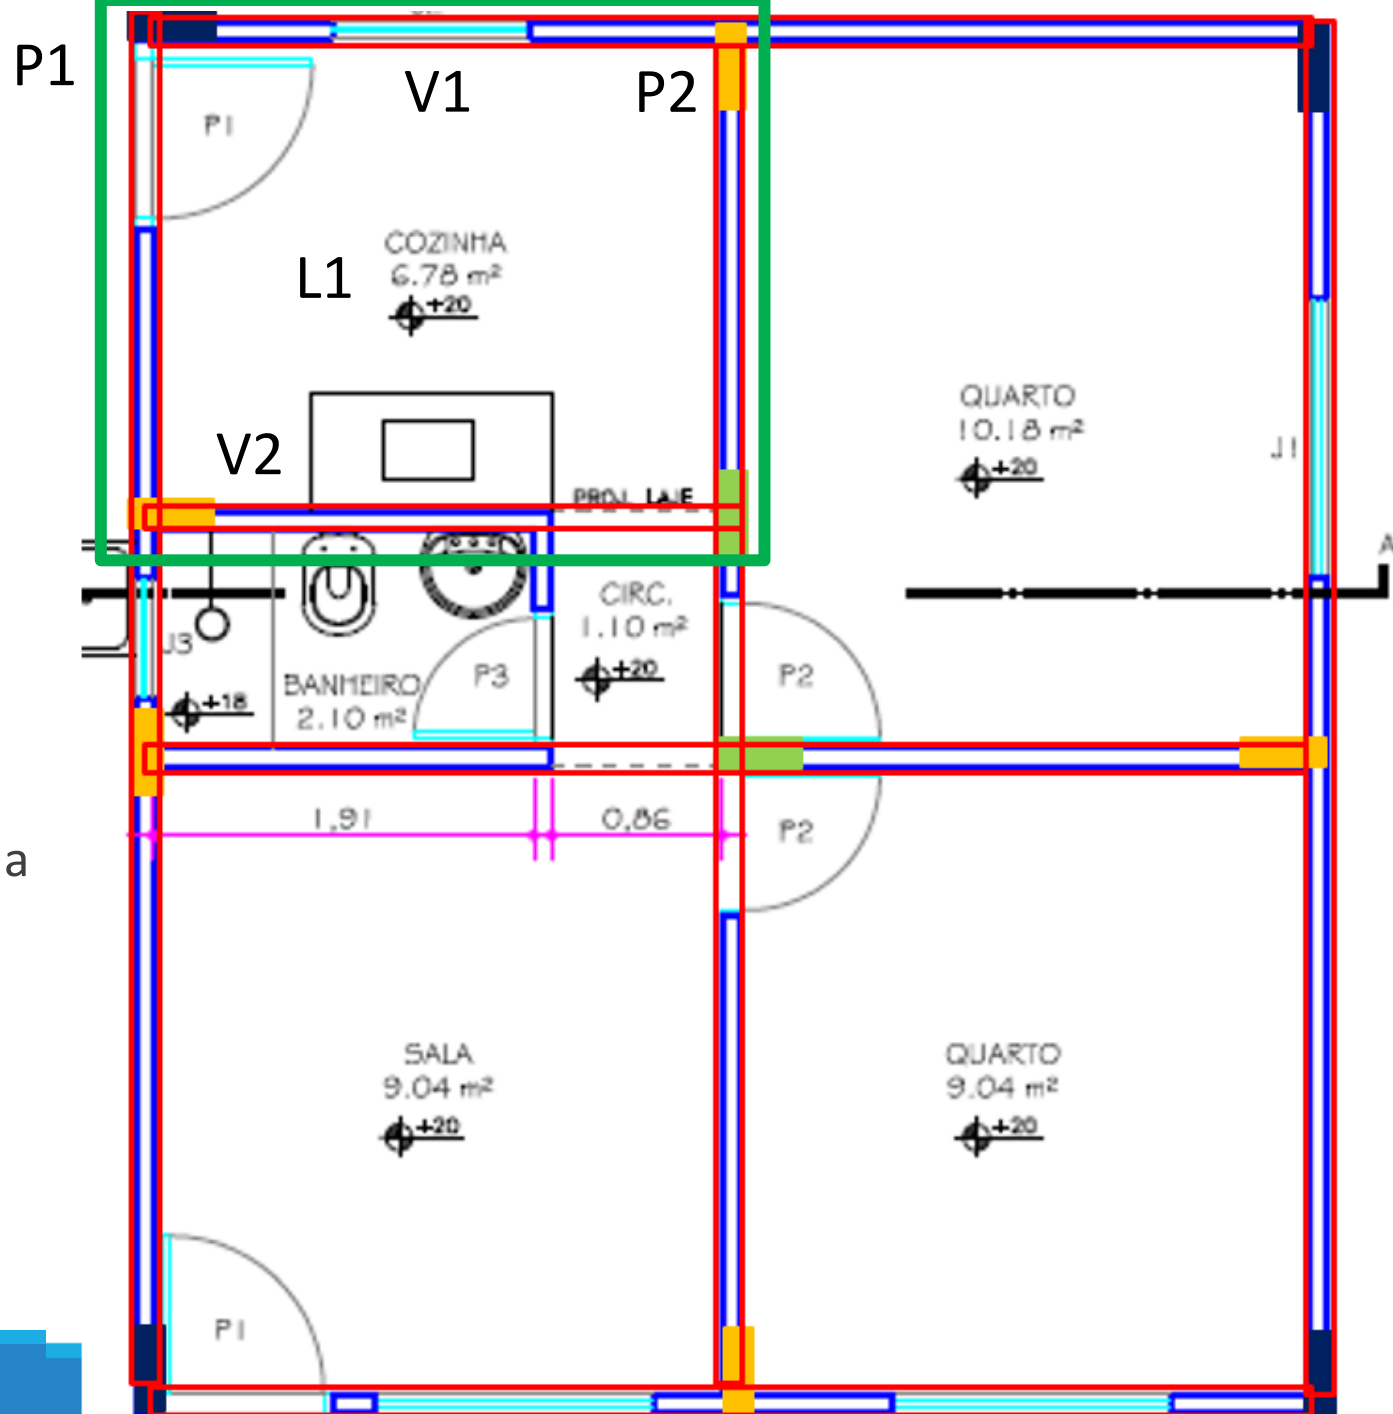 P1
V1
P2
P1
COZINHA
6.78 m²
+20
L1
V2
PROJ. LAJE
QUARTO
10.18 m²
+20
J1
A
CIRC.
1.10 m²
+20
J3
+18
BANHEIRO
2.10 m²
P3
P2
1,91
0,86
P2
a
SALA
9.04 m²
+20
QUARTO
9.04 m²
+20
P1